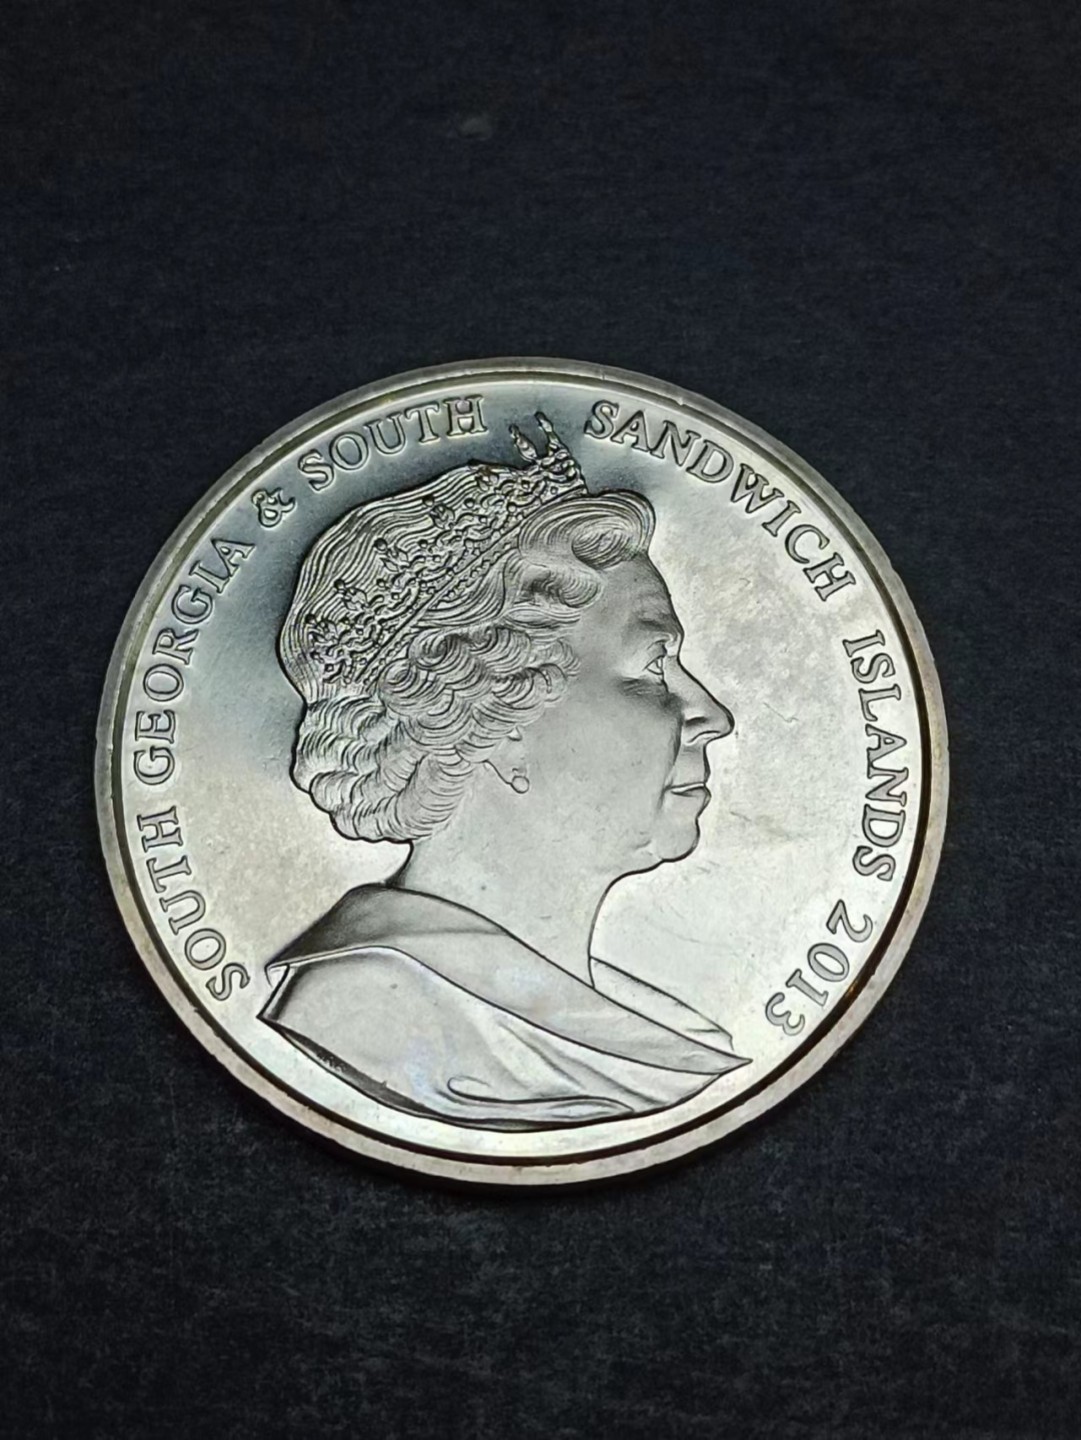 SOUTH GEORGIA & SOUTH SANDWICH ISLANDS 2013